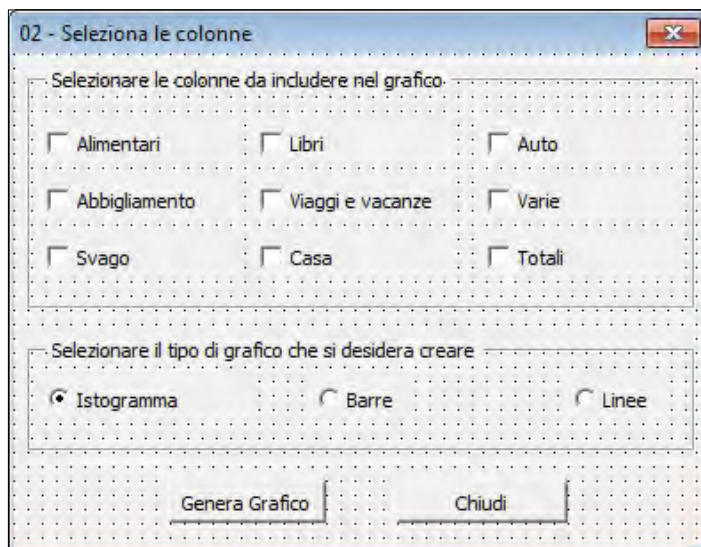 02 - Seleziona le colonne
Selezionare le colonne da includere nel grafico
Alimentari Libri Auto
Abbigliamento Viaggi e vacanze Varie
Svago Casa Totali
Selezionare il tipo di grafico che si desidera creare
Istogramma Barre Linee
Genera Grafico Chiudi